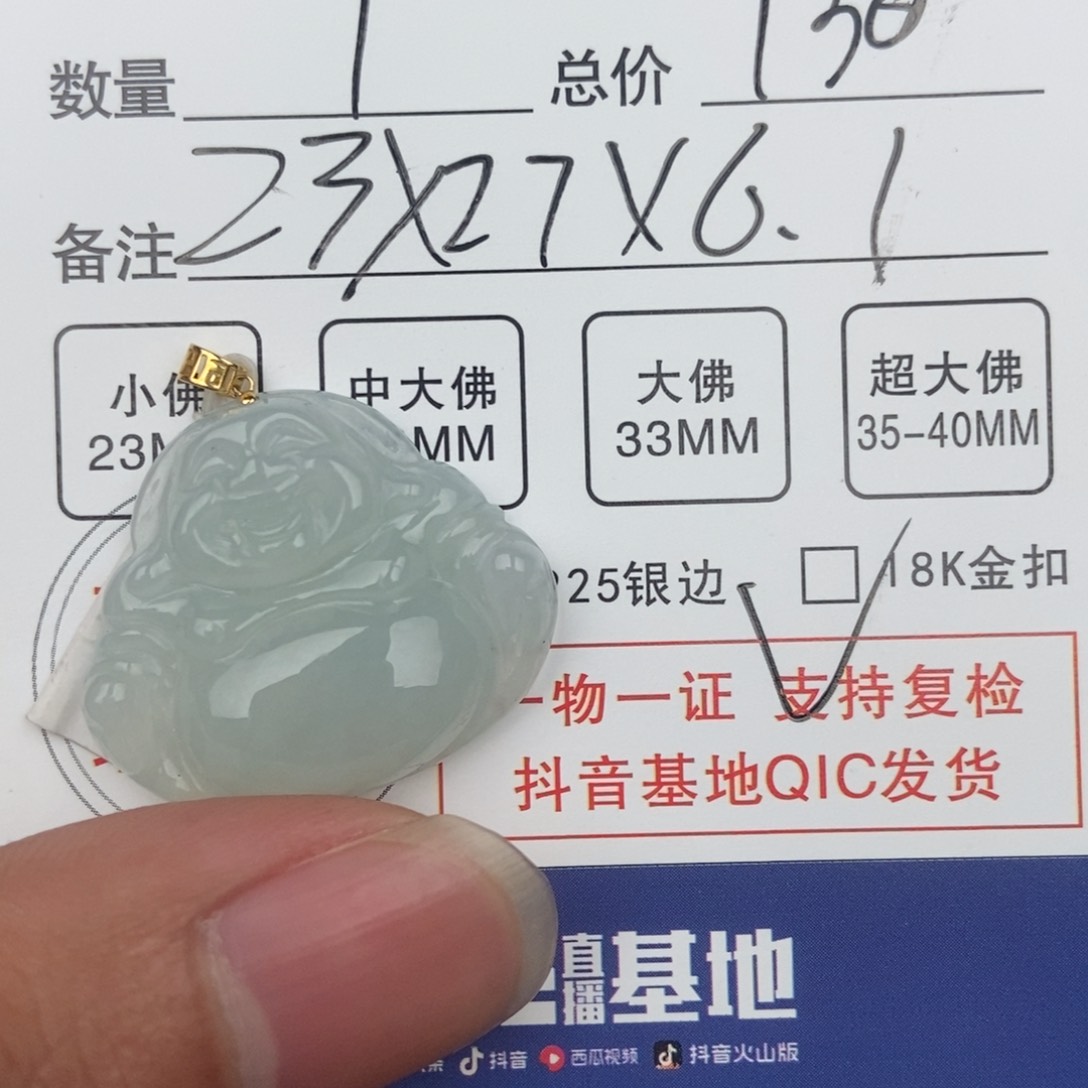 数量 1 总价 130
备注 23X27X6.1
小佛 中大佛 大佛 超大佛
23M MM 33MM 35-40MM
25银边 18K金扣
一物一证 支持复检
抖音基地QIC发货
直播基地
抖音 西瓜视频 抖音火山版